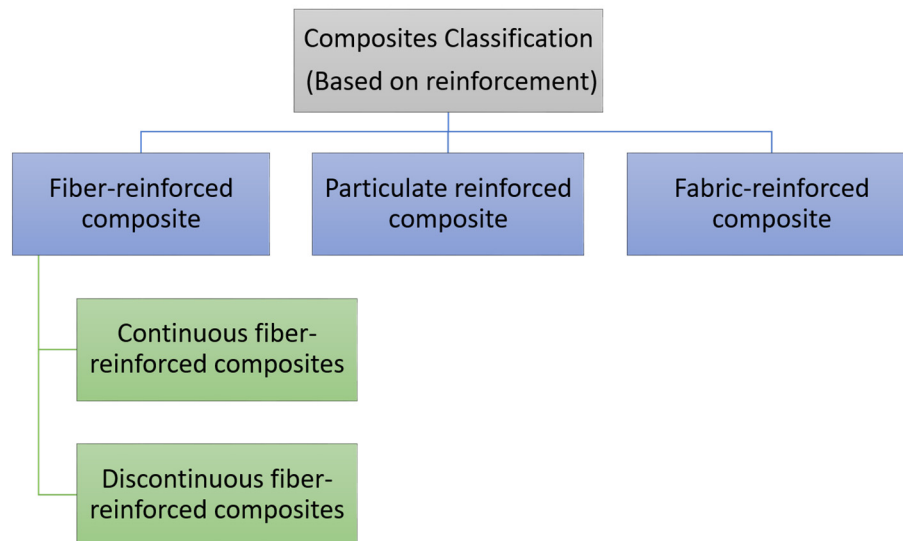 Composites Classification
(Based on reinforcement)
Fiber-reinforced
composite
Particulate reinforced
composite
Fabric-reinforced
composite
Continuous fiber-
reinforced composites
Discontinuous fiber-
reinforced composites